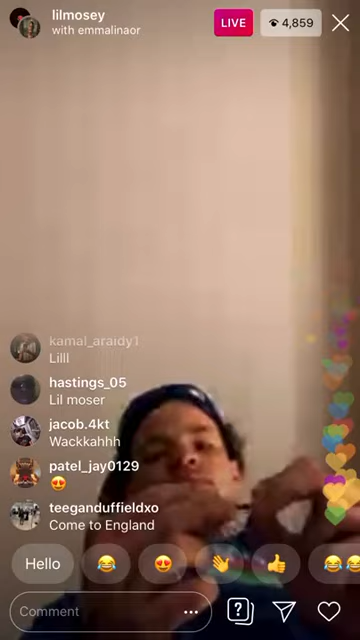 lilmosey
with emmalinaor
LIVE
4,859
kamal_araidy1
Lilll
hastings_05
Lil moser
jacob.4kt
Wackkahhh
patel_jay0129
😍
teeganduffieldxo
Come to England
Hello 😂 😍 👋 👍 😂😂
Comment